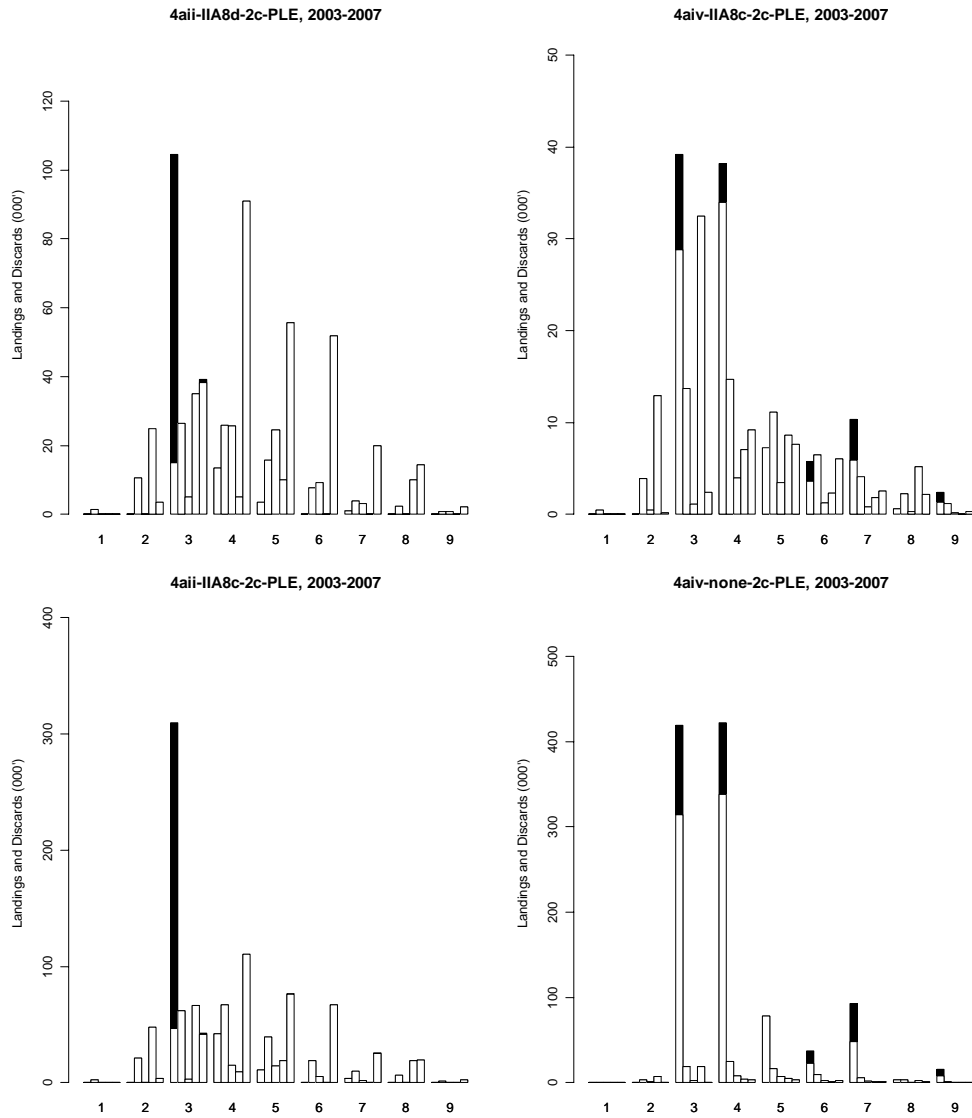 4aii-IIA8d-2c-PLE, 2003-2007
Landings and Discards (000')
120
100
80
60
40
20
0
1 2 3 4 5 6 7 8 9
4aiv-IIA8c-2c-PLE, 2003-2007
Landings and Discards (000')
50
40
30
20
10
0
1 2 3 4 5 6 7 8 9
4aii-IIA8c-2c-PLE, 2003-2007
Landings and Discards (000')
400
300
200
100
0
1 2 3 4 5 6 7 8 9
4aiv-none-2c-PLE, 2003-2007
Landings and Discards (000')
500
400
300
200
100
0
1 2 3 4 5 6 7 8 9